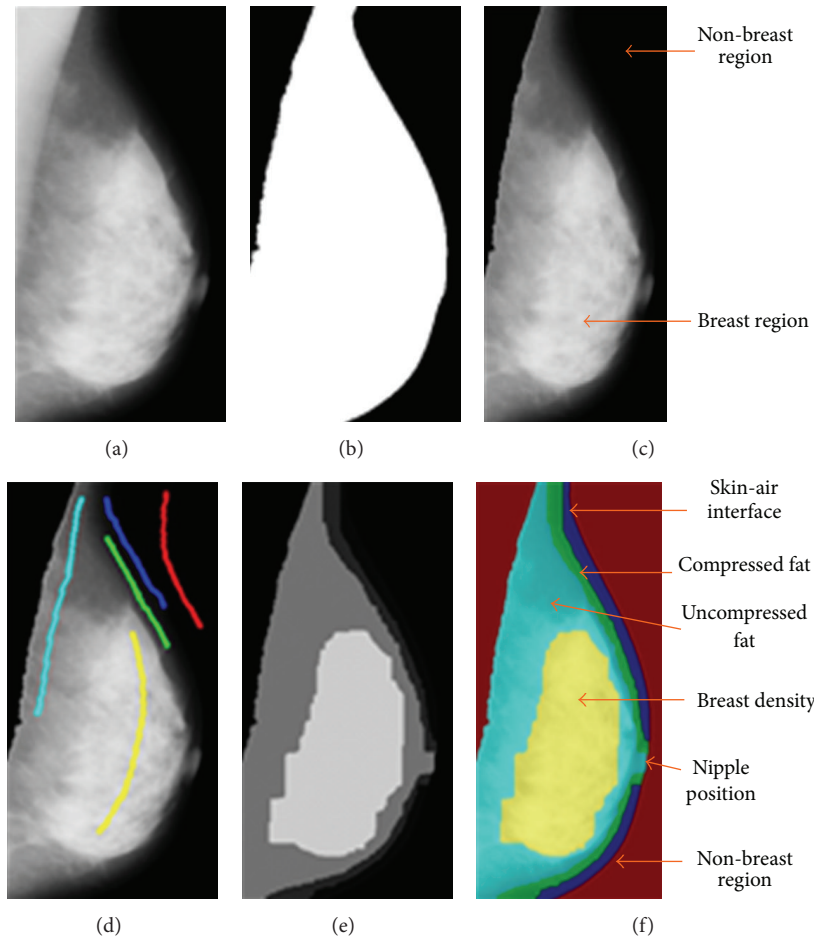 Non-breast
region
Breast region
(a)
(b)
(c)
Skin-air
interface
Compressed fat
Uncompressed
fat
Breast density
Nipple
position
Non-breast
region
(d)
(e)
(f)